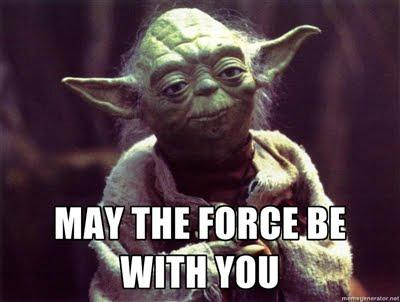 MAY THE FORCE BE
WITH YOU
memegenerator.net